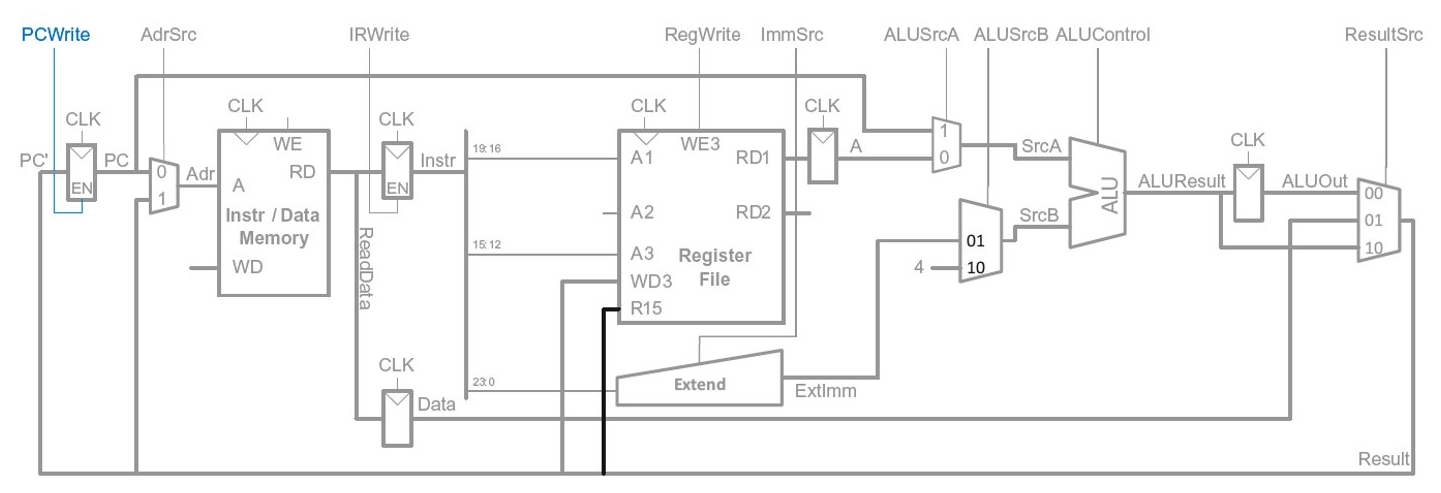 PCWrite AdrSrc IRWrite RegWrite ImmSrc ALUSrcA ALUSrcB ALUControl ResultSrc
CLK CLK CLK CLK CLK CLK
PC' PC EN 0 1 Adr
WE
A RD
Instr / Data
Memory
WD
EN Instr
ReadData
19:16
15:12
23:0
WE3
A1 RD1
A2 RD2
A3
Register
File
WD3
R15
A
1
0
SrcA
01
4 10
SrcB
ALU
ALUResult
CLK
ALUOut
00
01
10
Extend
ExtImm
CLK
Data
Result